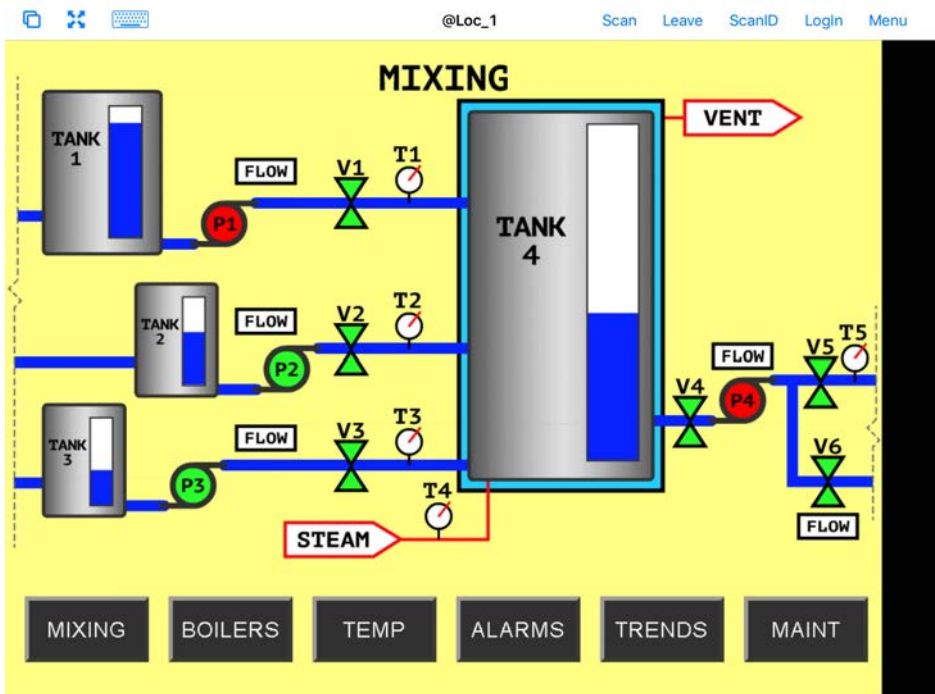 @Loc_1
Scan
Leave
ScanID
LogIn
Menu
MIXING
TANK
1
FLOW
V1
T1
P1
VENT
TANK
4
TANK
2
FLOW
V2
T2
P2
TANK
3
FLOW
V3
T3
P3
T4
STEAM
V4
FLOW
P4
V5
T5
V6
FLOW
MIXING
BOILERS
TEMP
ALARMS
TRENDS
MAINT